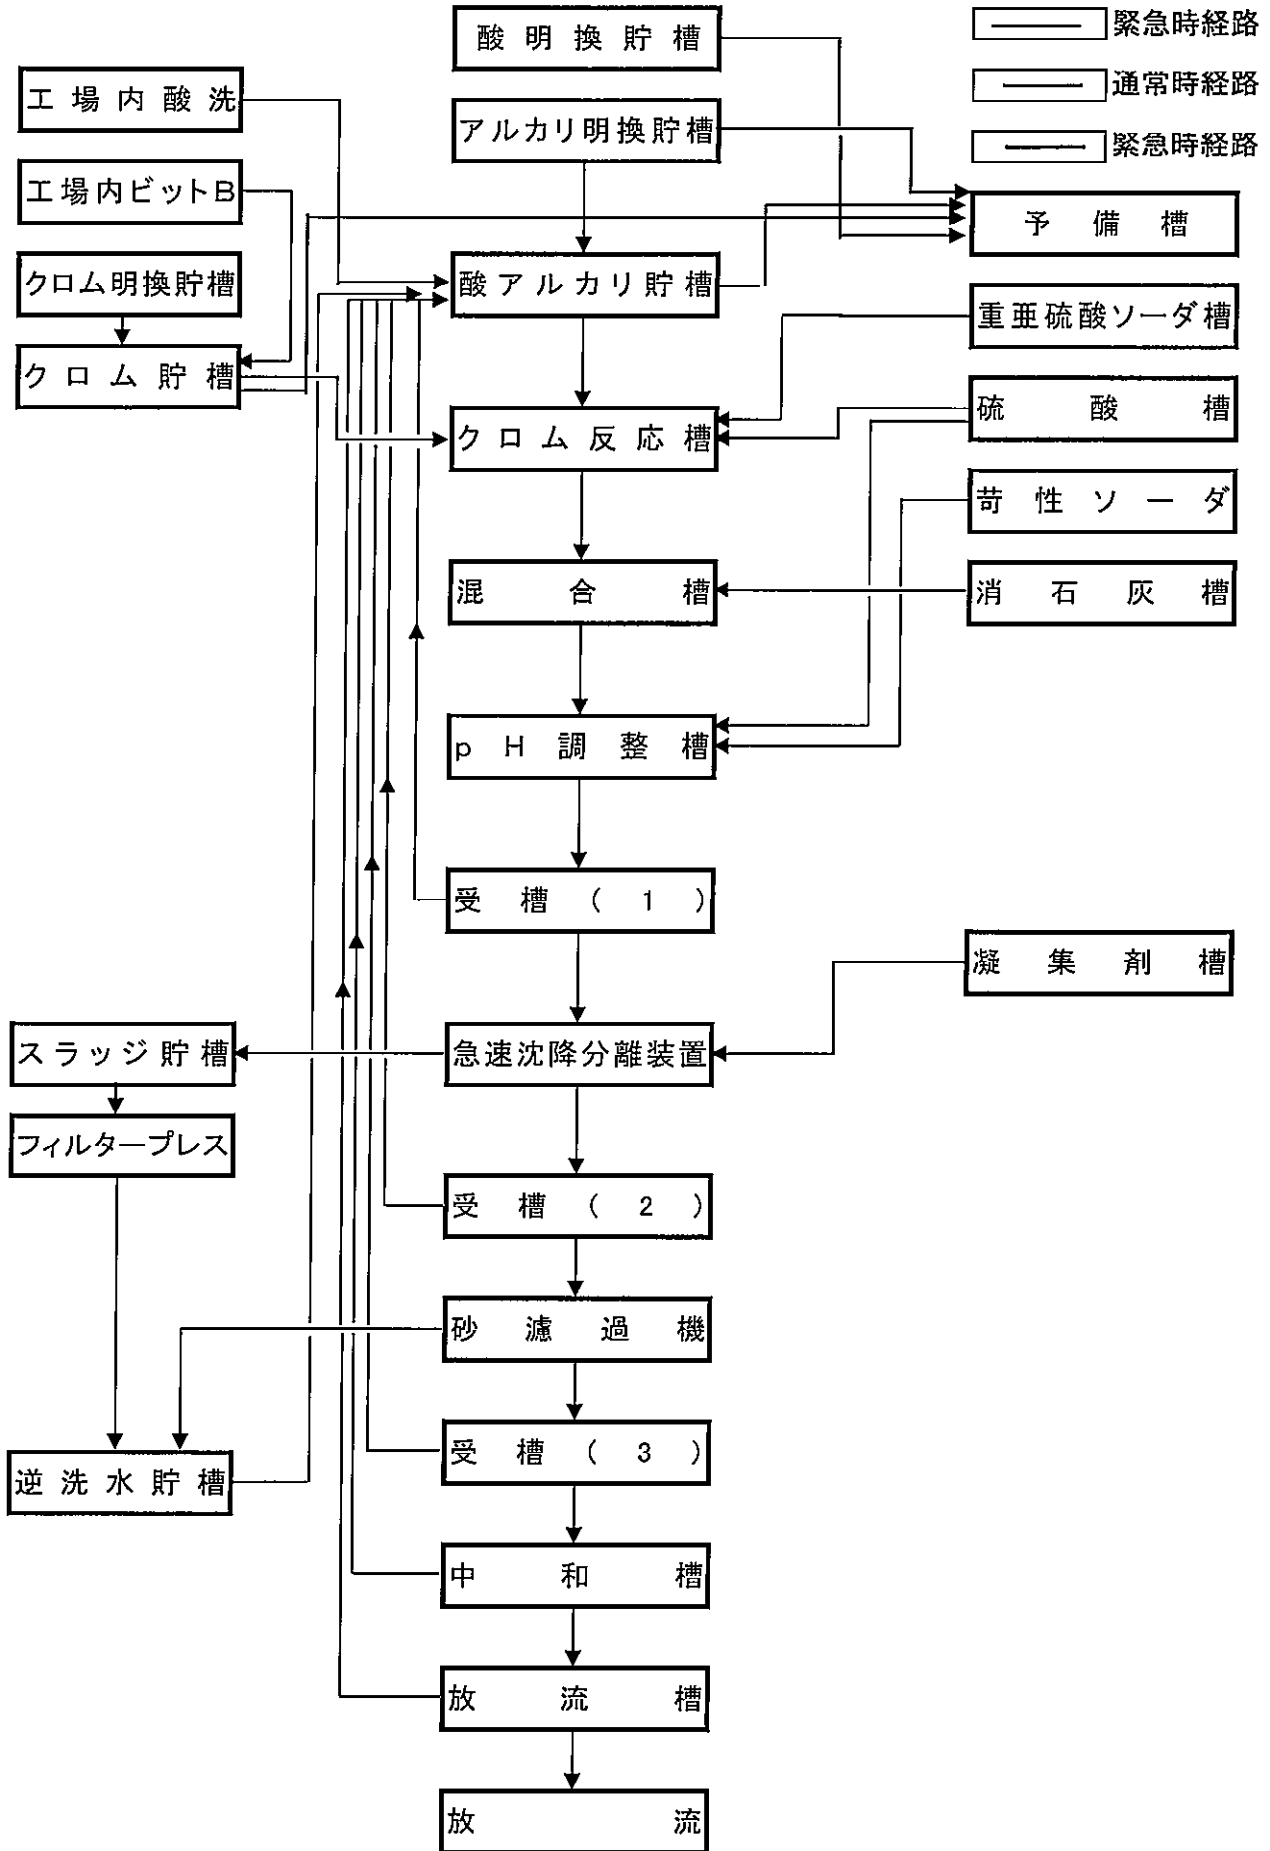 酸明換貯槽
緊急時経路
工場内酸洗
通常時経路
アルカリ明換貯槽
緊急時経路
工場内ビットB
予備槽
クロム明換貯槽
酸アルカリ貯槽
重亜硫酸ソーダ槽
クロム貯槽
硫酸槽
クロム反応槽
苛性ソーダ
混合槽
消石灰槽
pH調整槽
受槽(1)
凝集剤槽
スラッジ貯槽
急速沈降分離装置
フィルタープレス
受槽(2)
砂濾過機
受槽(3)
逆洗水貯槽
中和槽
放流槽
放流